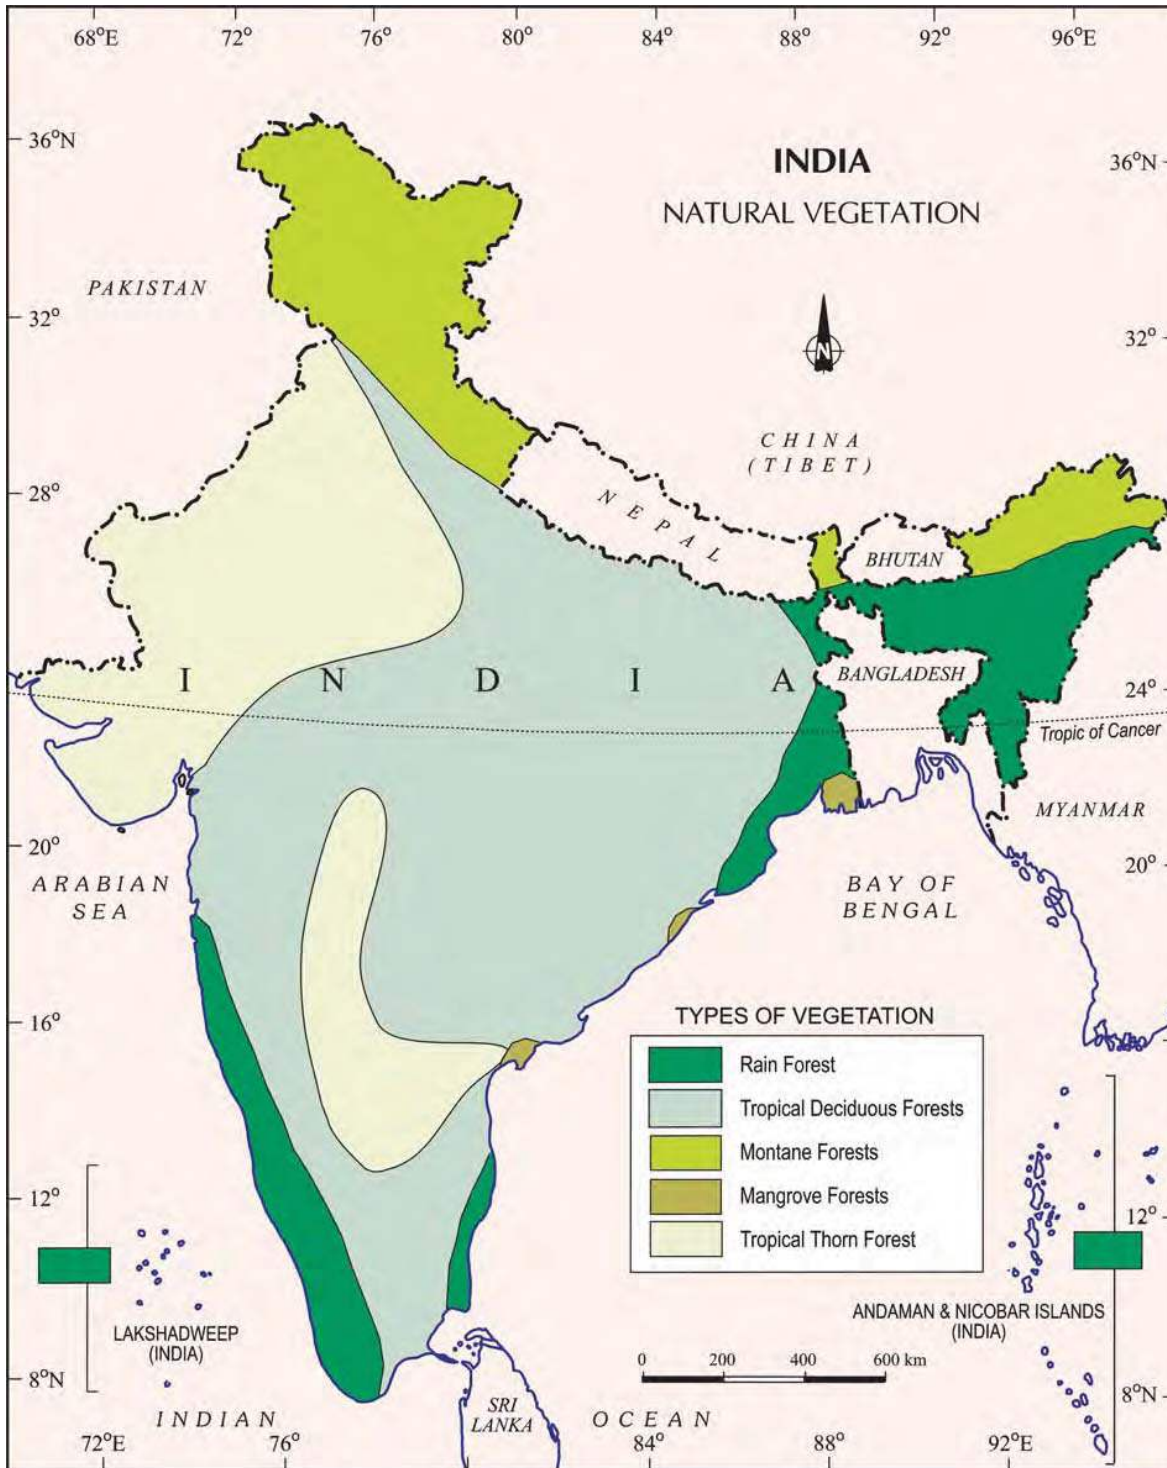 68°E 72° 76° 80° 84° 88° 92° 96°E
36°N
36°N
INDIA
NATURAL VEGETATION
PAKISTAN
N
32°
32°
CHINA
(TIBET)
28°
NEPAL
BHUTAN
INDIA
BANGLADESH
24°
Tropic of Cancer
MYANMAR
20°
20°
ARABIAN
SEA
BAY OF
BENGAL
16°
TYPES OF VEGETATION
Rain Forest
Tropical Deciduous Forests
Montane Forests
Mangrove Forests
Tropical Thorn Forest
12°
12°
LAKSHADWEEP
(INDIA)
ANDAMAN & NICOBAR ISLANDS
(INDIA)
0 200 400 600 km
8°N
8°N
SRI
LANKA
INDIAN OCEAN
72°E 76° 84° 88° 92°E